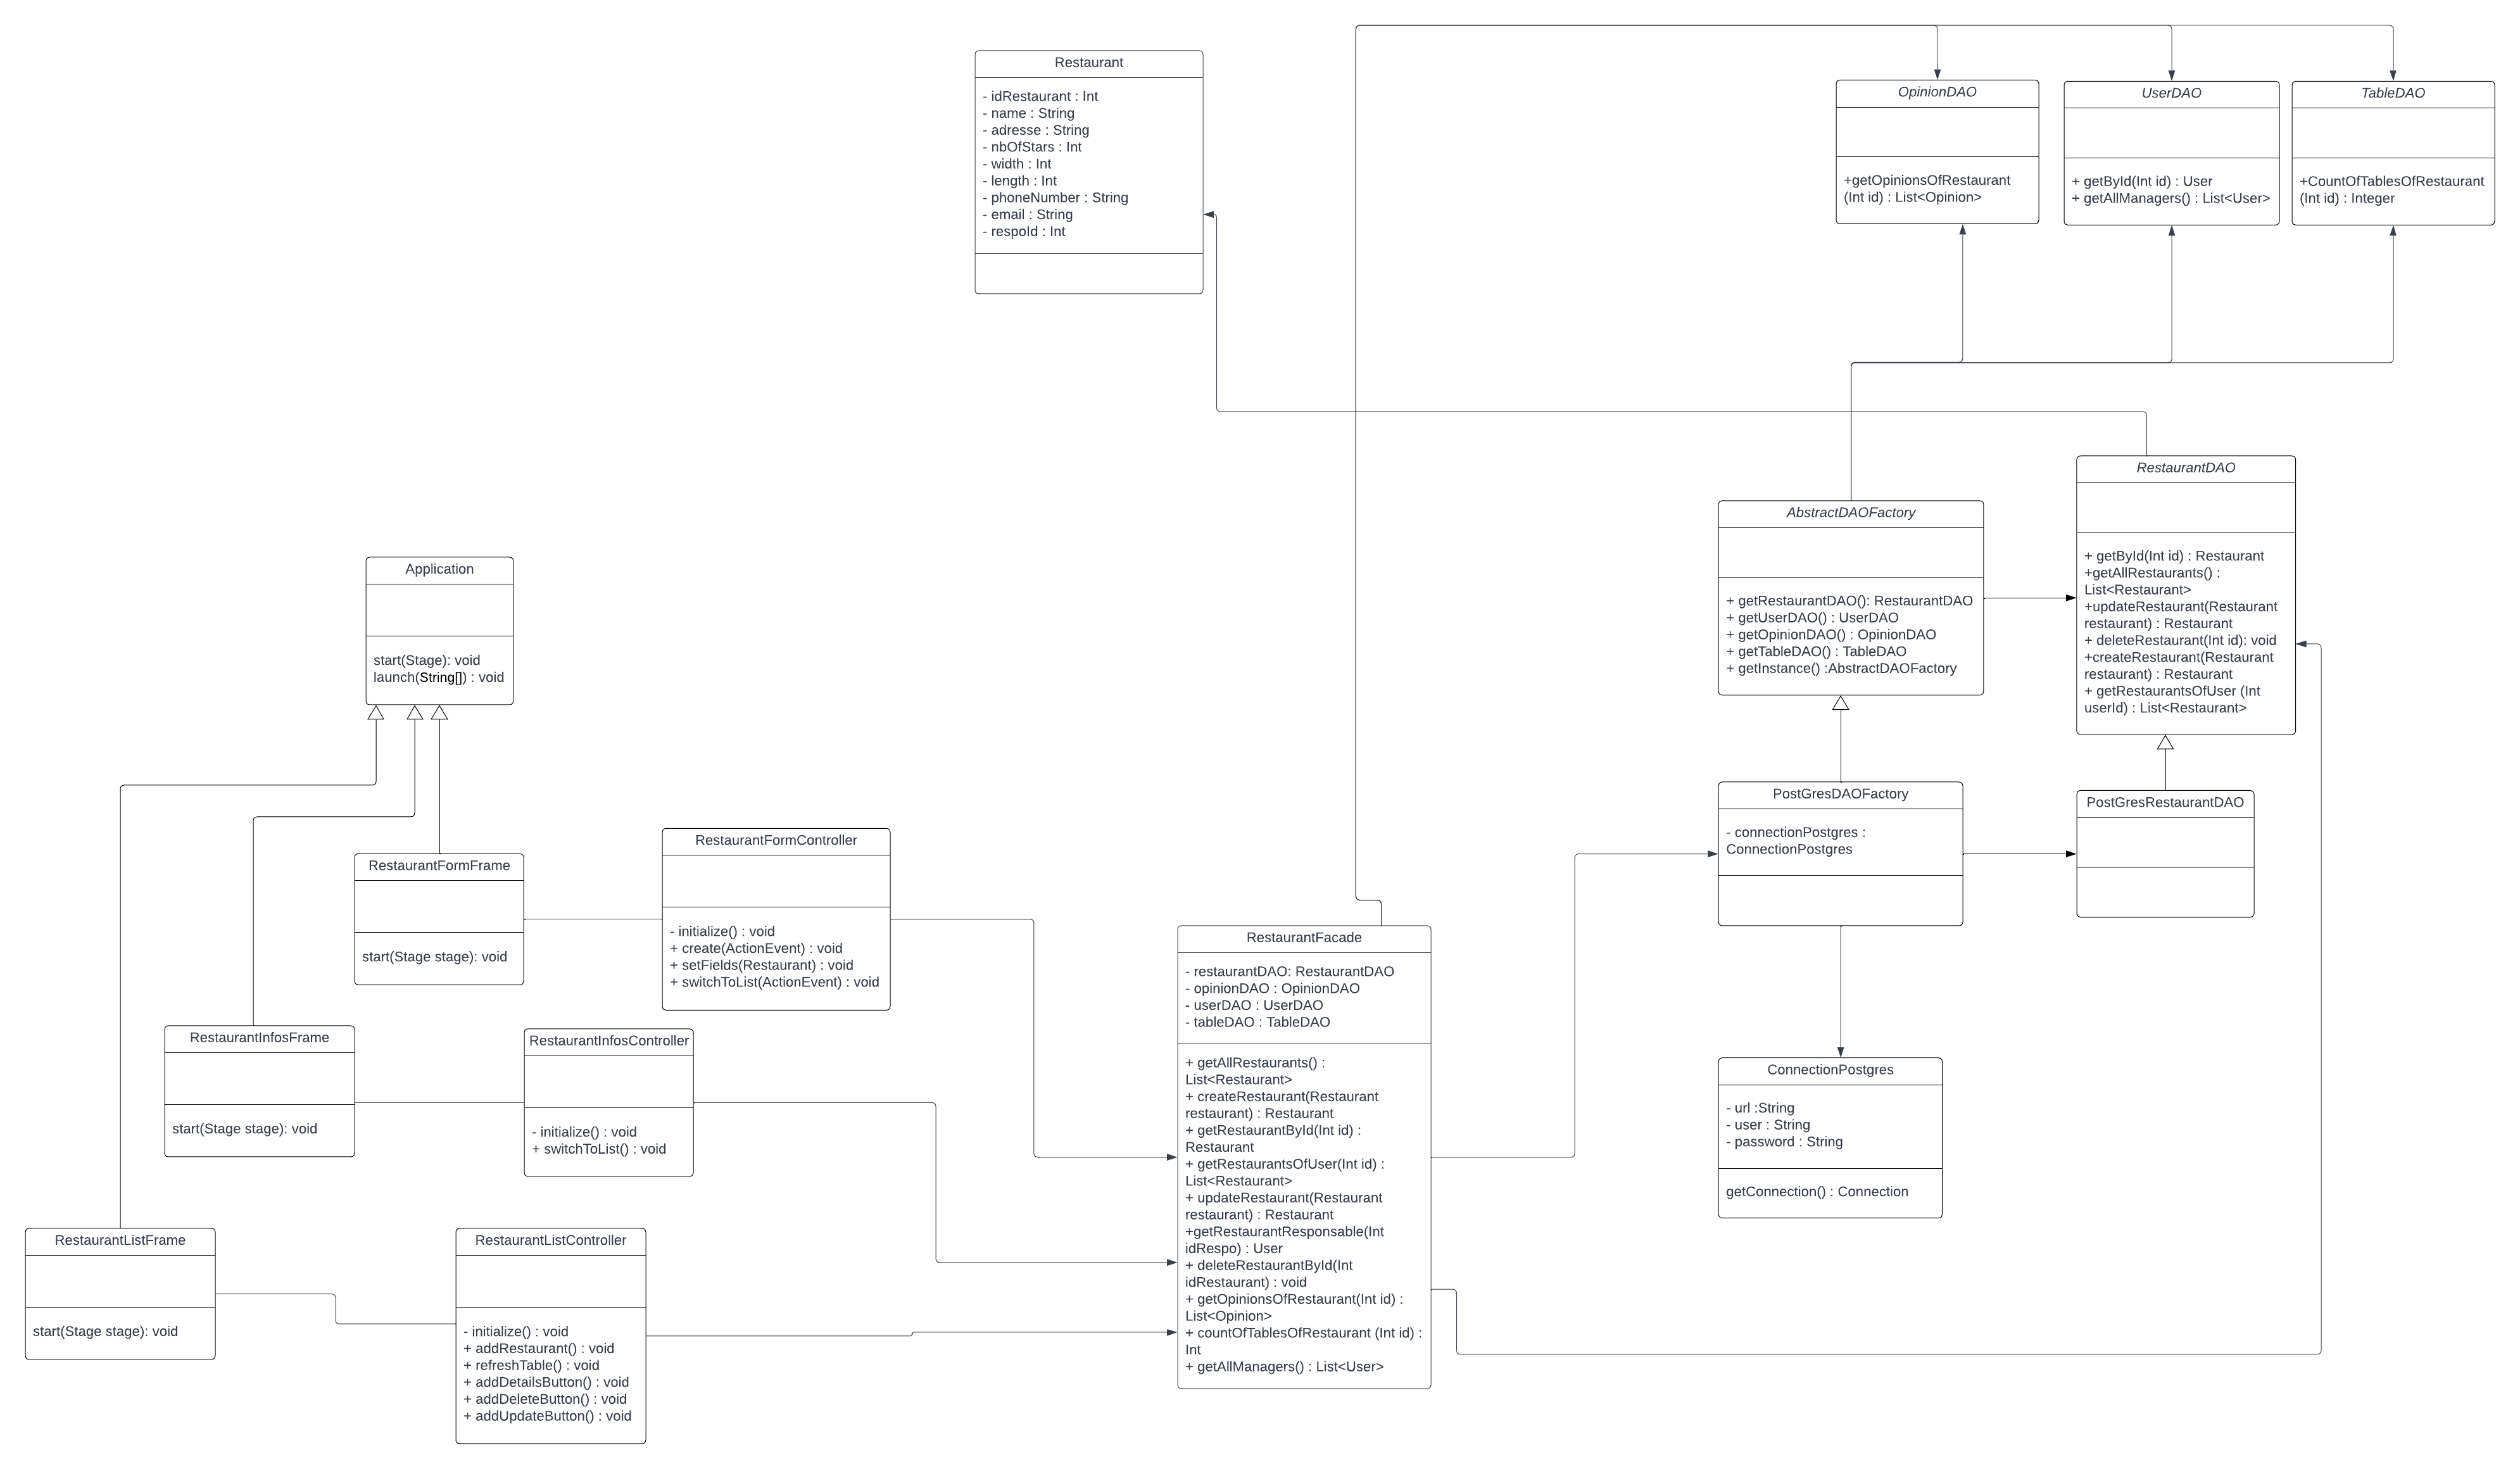 Restaurant
- idRestaurant : Int
- name : String
- adresse : String
- nbOfStars : Int
- width : Int
- length : Int
- phoneNumber : String
- email : String
- respoId : Int
OpinionDAO
+getOpinionsOfRestaurant
(Int id) : List<Opinion>
UserDAO
+ getById(Int id) : User
+ getAllManagers() : List<User>
TableDAO
+CountOfTablesOfRestaurant
(Int id) : Integer
AbstractDAOFactory
+ getRestaurantDAO(): RestaurantDAO
+ getUserDAO() : UserDAO
+ getOpinionDAO() : OpinionDAO
+ getTableDAO() : TableDAO
+ getInstance() :AbstractDAOFactory
RestaurantDAO
+ getById(Int id) : Restaurant
+getAllRestaurants() :
List<Restaurant>
+updateRestaurant(Restaurant
restaurant) : Restaurant
+ deleteRestaurant(Int id): void
+createRestaurant(Restaurant
restaurant) : Restaurant
+ getRestaurantsOfUser (Int
userId) : List<Restaurant>
Application
start(Stage): void
launch(String[]) : void
PostGresDAOFactory
- connectionPostgres :
ConnectionPostgres
PostGresRestaurantDAO
RestaurantFormFrame
start(Stage stage): void
RestaurantFormController
- initialize() : void
+ create(ActionEvent) : void
+ setFields(Restaurant) : void
+ switchToList(ActionEvent) : void
RestaurantFacade
- restaurantDAO: RestaurantDAO
- opinionDAO : OpinionDAO
- userDAO : UserDAO
- tableDAO : TableDAO
+ getAllRestaurants() :
List<Restaurant>
+ createRestaurant(Restaurant
restaurant) : Restaurant
+ getRestaurantById(Int id) :
Restaurant
+ getRestaurantsOfUser(Int id) :
List<Restaurant>
+ updateRestaurant(Restaurant
restaurant) : Restaurant
+getRestaurantResponsable(Int
idRespo) : User
+ deleteRestaurantById(Int
idRestaurant) : void
+ getOpinionsOfRestaurant(Int id) :
List<Opinion>
+ countOfTablesOfRestaurant (Int id) :
Int
+ getAllManagers() : List<User>
RestaurantInfosFrame
start(Stage stage): void
RestaurantInfosController
- initialize() : void
+ switchToList() : void
ConnectionPostgres
- url :String
- user : String
- password : String
getConnection() : Connection
RestaurantListFrame
start(Stage stage): void
RestaurantListController
- initialize() : void
+ addRestaurant() : void
+ refreshTable() : void
+ addDetailsButton() : void
+ addDeleteButton() : void
+ addUpdateButton() : void